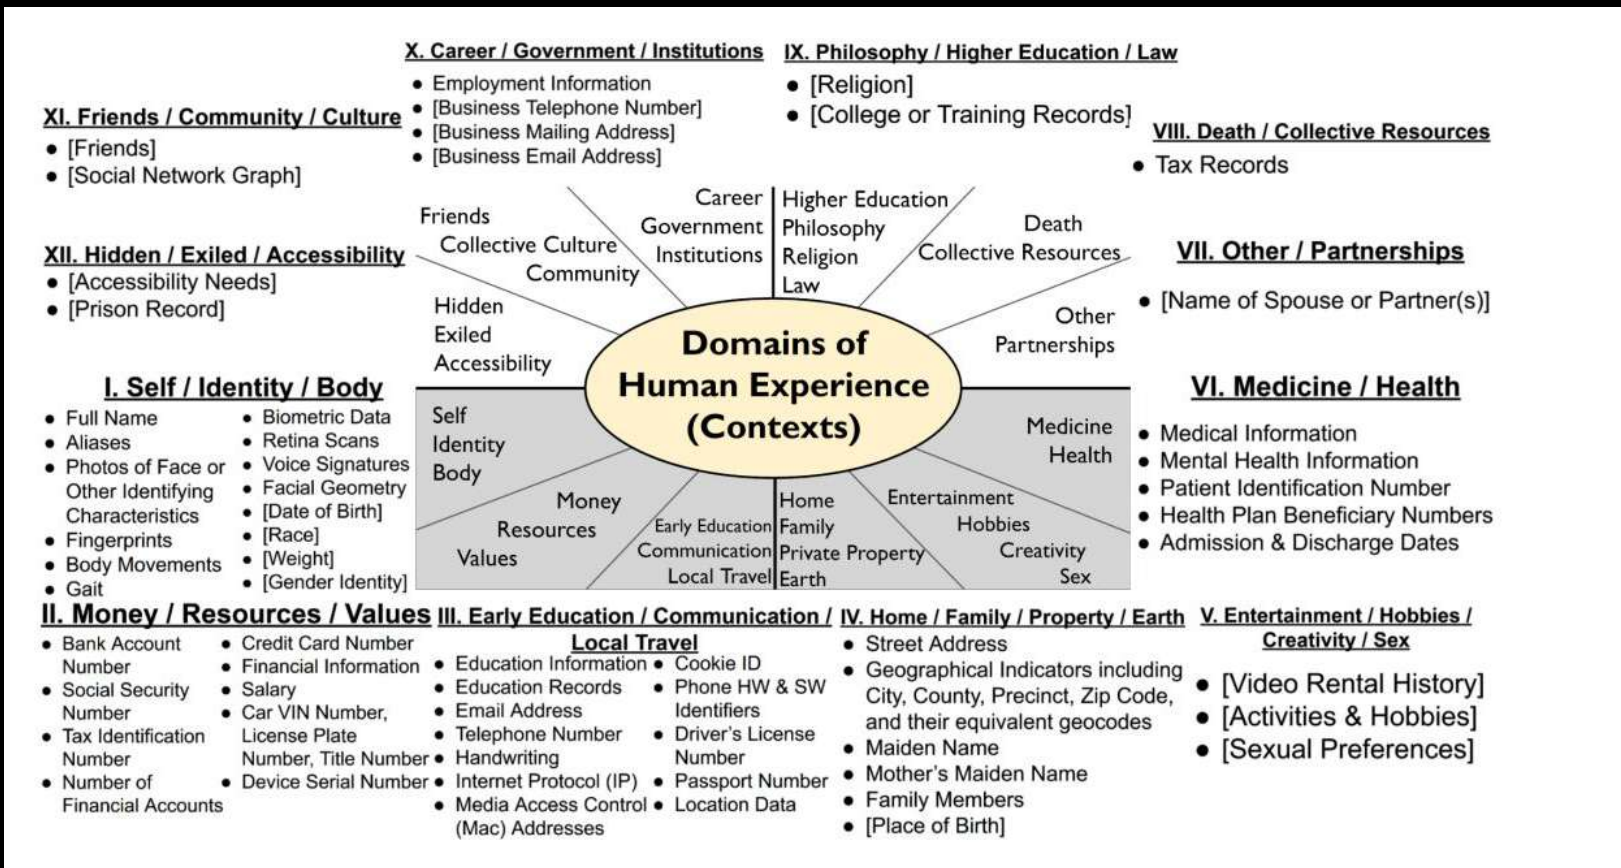 X. Career / Government / Institutions
● Employment Information
● [Business Telephone Number]
● [Business Mailing Address]
● [Business Email Address]
IX. Philosophy / Higher Education / Law
● [Religion]
● [College or Training Records]
XI. Friends / Community / Culture
● [Friends]
● [Social Network Graph]
VIII. Death / Collective Resources
● Tax Records
XII. Hidden / Exiled / Accessibility
● [Accessibility Needs]
● [Prison Record]
VII. Other / Partnerships
● [Name of Spouse or Partner(s)]
Friends
Collective Culture
Community
Career
Government
Institutions
Higher Education
Philosophy
Religion
Law
Death
Collective Resources
Hidden
Exiled
Accessibility
Other
Partnerships
Domains of
Human Experience
(Contexts)
Self
Identity
Body
Money
Resources
Values
Early Education
Communication
Local Travel
Home
Family
Private Property
Earth
Entertainment
Hobbies
Creativity
Sex
Medicine
Health
I. Self / Identity / Body
● Full Name
● Aliases
● Photos of Face or
Other Identifying
Characteristics
● Fingerprints
● Body Movements
● Gait
● Biometric Data
● Retina Scans
● Voice Signatures
● Facial Geometry
● [Date of Birth]
● [Race]
● [Weight]
● [Gender Identity]
VI. Medicine / Health
● Medical Information
● Mental Health Information
● Patient Identification Number
● Health Plan Beneficiary Numbers
● Admission & Discharge Dates
II. Money / Resources / Values
● Bank Account
Number
● Social Security
Number
● Tax Identification
Number
● Number of
Financial Accounts
● Credit Card Number
● Financial Information
● Salary
● Car VIN Number,
License Plate
Number, Title Number
● Device Serial Number
III. Early Education / Communication /
Local Travel
● Education Information
● Education Records
● Email Address
● Telephone Number
● Handwriting
● Internet Protocol (IP)
● Media Access Control
(Mac) Addresses
● Cookie ID
● Phone HW & SW
Identifiers
● Driver's License
Number
● Passport Number
● Location Data
IV. Home / Family / Property / Earth
● Street Address
● Geographical Indicators including
City, County, Precinct, Zip Code,
and their equivalent geocodes
● Maiden Name
● Mother's Maiden Name
● Family Members
● [Place of Birth]
V. Entertainment / Hobbies /
Creativity / Sex
● [Video Rental History]
● [Activities & Hobbies]
● [Sexual Preferences]